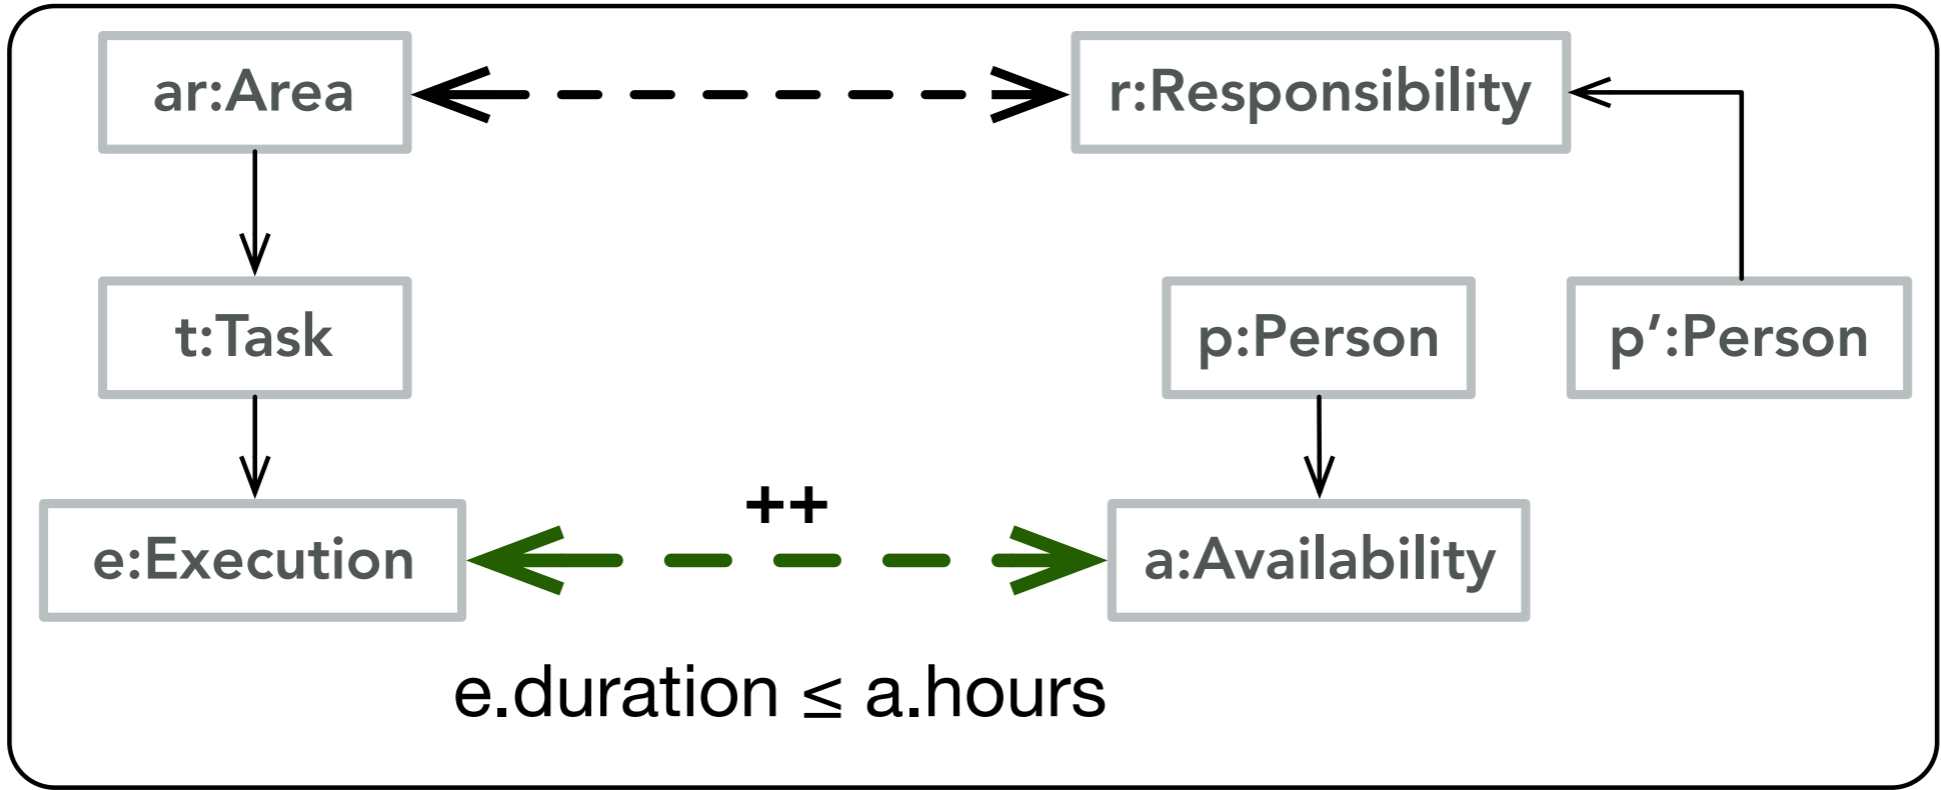 ar:Area
r:Responsibility
t:Task
p:Person
p′:Person
++
e:Execution
a:Availability
e.duration ≤ a.hours